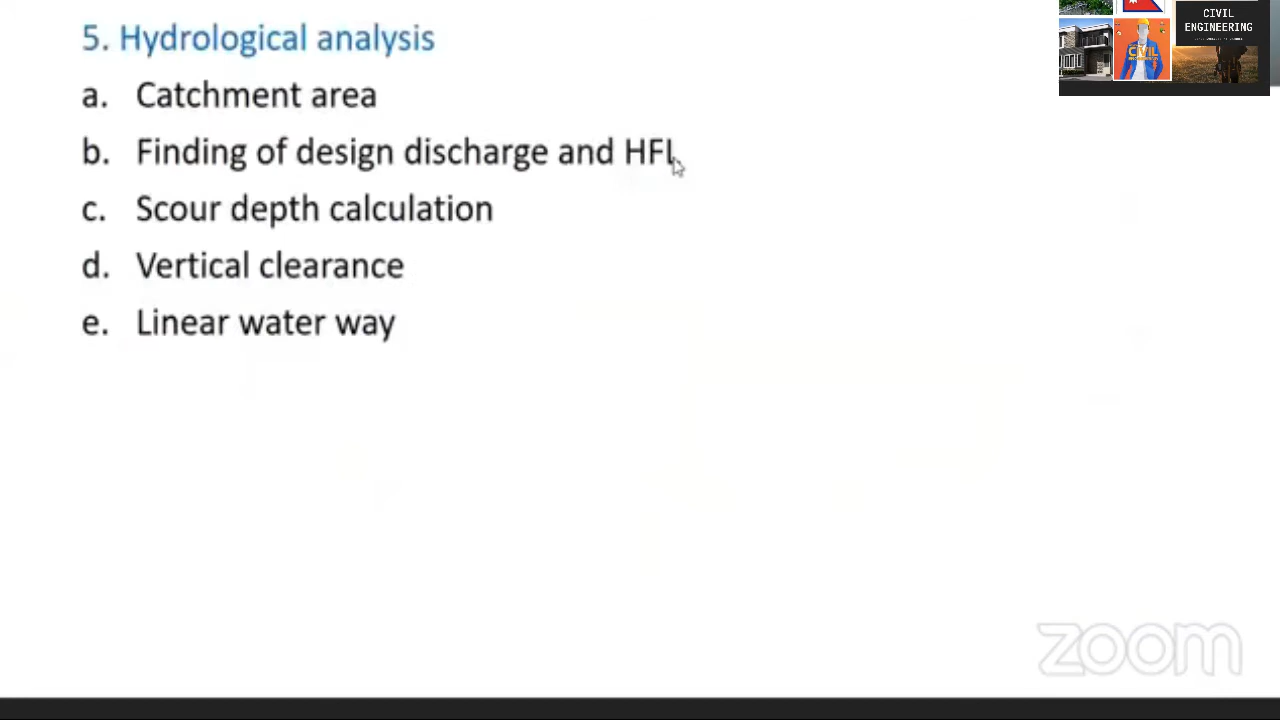 5. Hydrological analysis
a. Catchment area
b. Finding of design discharge and HFL
c. Scour depth calculation
d. Vertical clearance
e. Linear water way
CIVIL
ENGINEERING
CIVIL
zoom